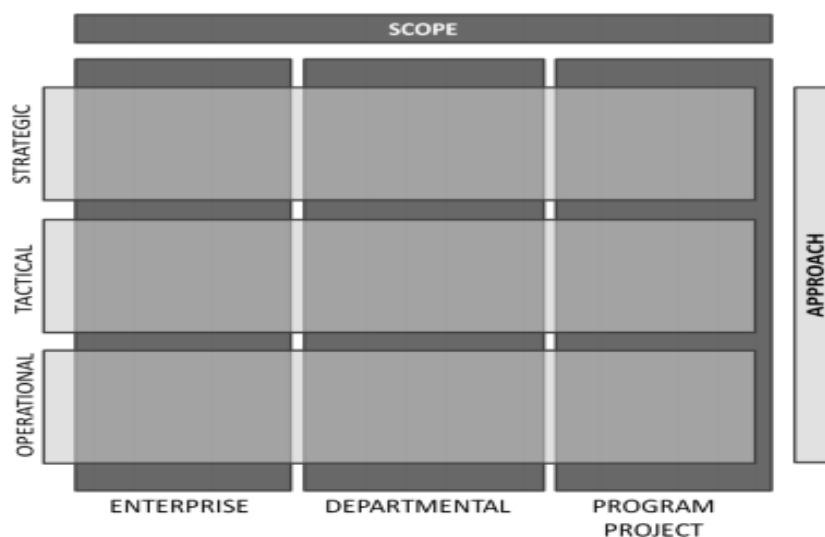 SCOPE
STRATEGIC
TACTICAL
OPERATIONAL
APPROACH
ENTERPRISE
DEPARTMENTAL
PROGRAM
PROJECT